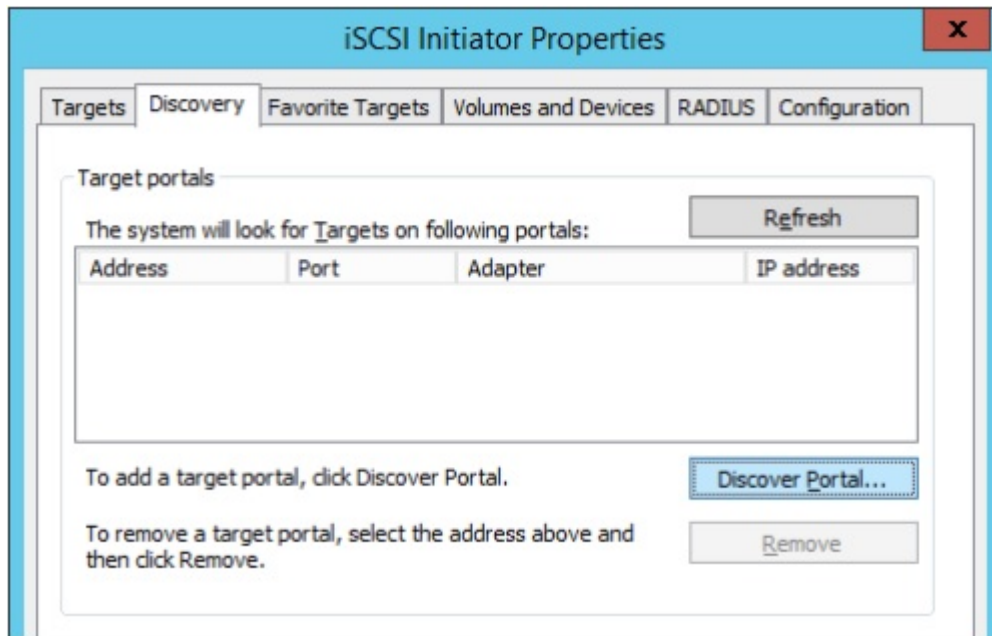 iSCSI Initiator Properties
x
Targets Discovery Favorite Targets Volumes and Devices RADIUS Configuration
Target portals
The system will look for Targets on following portals:
Refresh
Address Port Adapter IP address
To add a target portal, click Discover Portal.
Discover Portal...
To remove a target portal, select the address above and
then click Remove.
Remove